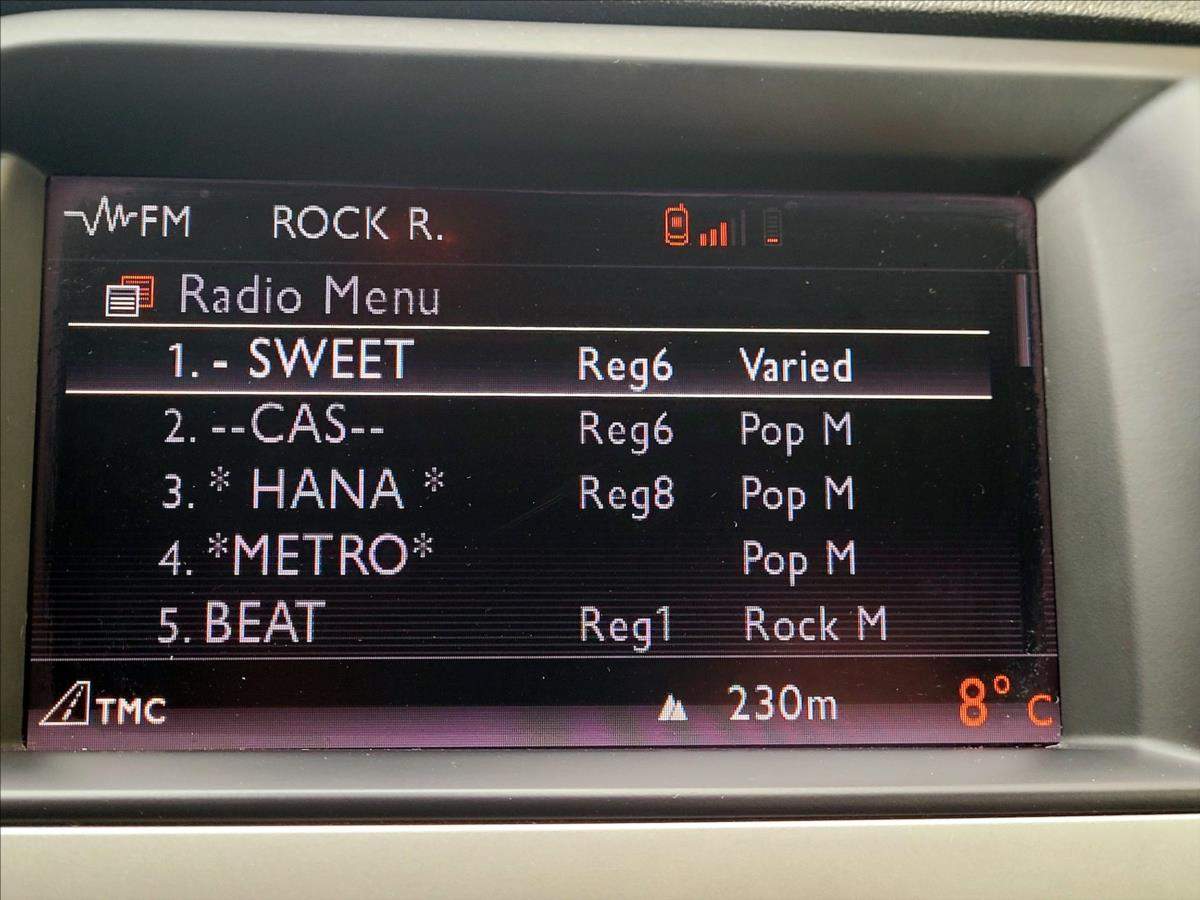 FM ROCK R.
Radio Menu
1. - SWEET Reg6 Varied
2. --CAS-- Reg6 Pop M
3. * HANA * Reg8 Pop M
4. *METRO* Pop M
5. BEAT Reg1 Rock M
TMC 230m 8° C